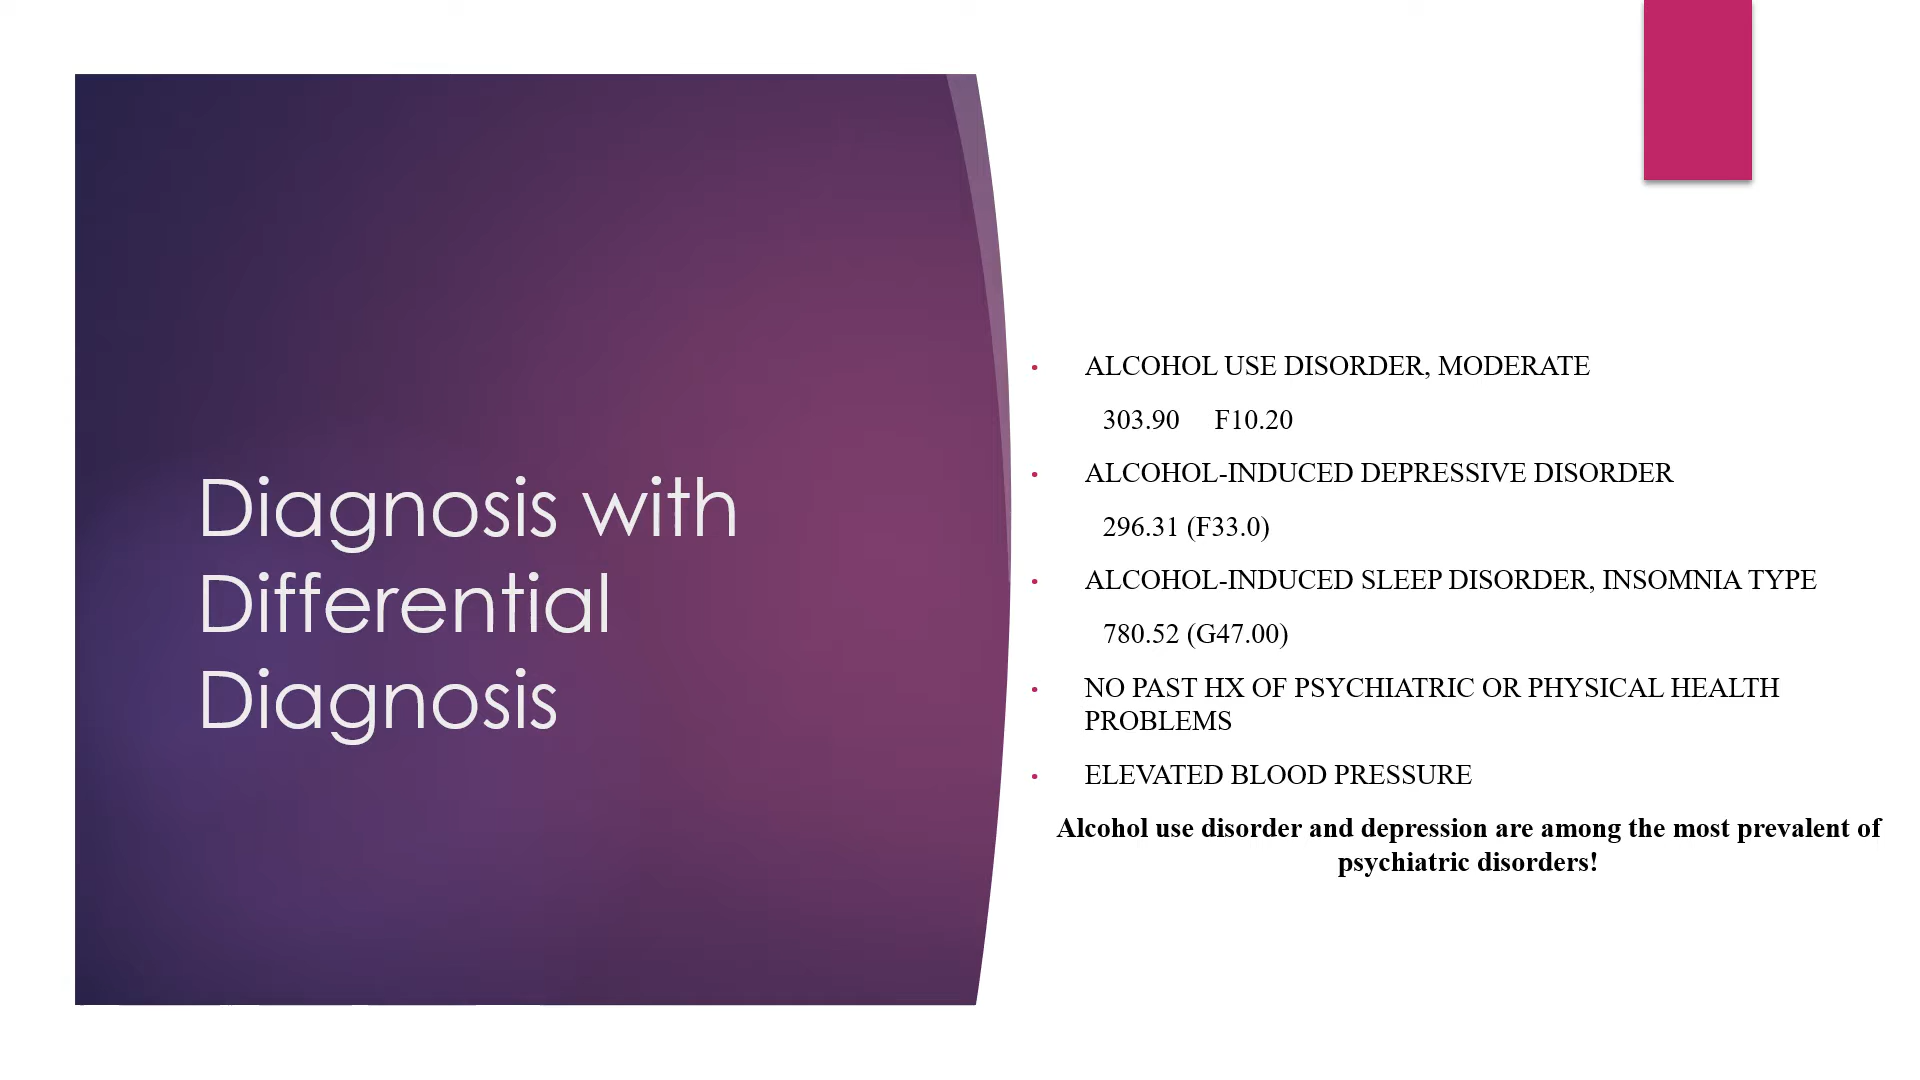 Diagnosis with
Differential
Diagnosis
• ALCOHOL USE DISORDER, MODERATE
303.90 F10.20
• ALCOHOL-INDUCED DEPRESSIVE DISORDER
296.31 (F33.0)
• ALCOHOL-INDUCED SLEEP DISORDER, INSOMNIA TYPE
780.52 (G47.00)
• NO PAST HX OF PSYCHIATRIC OR PHYSICAL HEALTH
PROBLEMS
• ELEVATED BLOOD PRESSURE
Alcohol use disorder and depression are among the most prevalent of
psychiatric disorders!